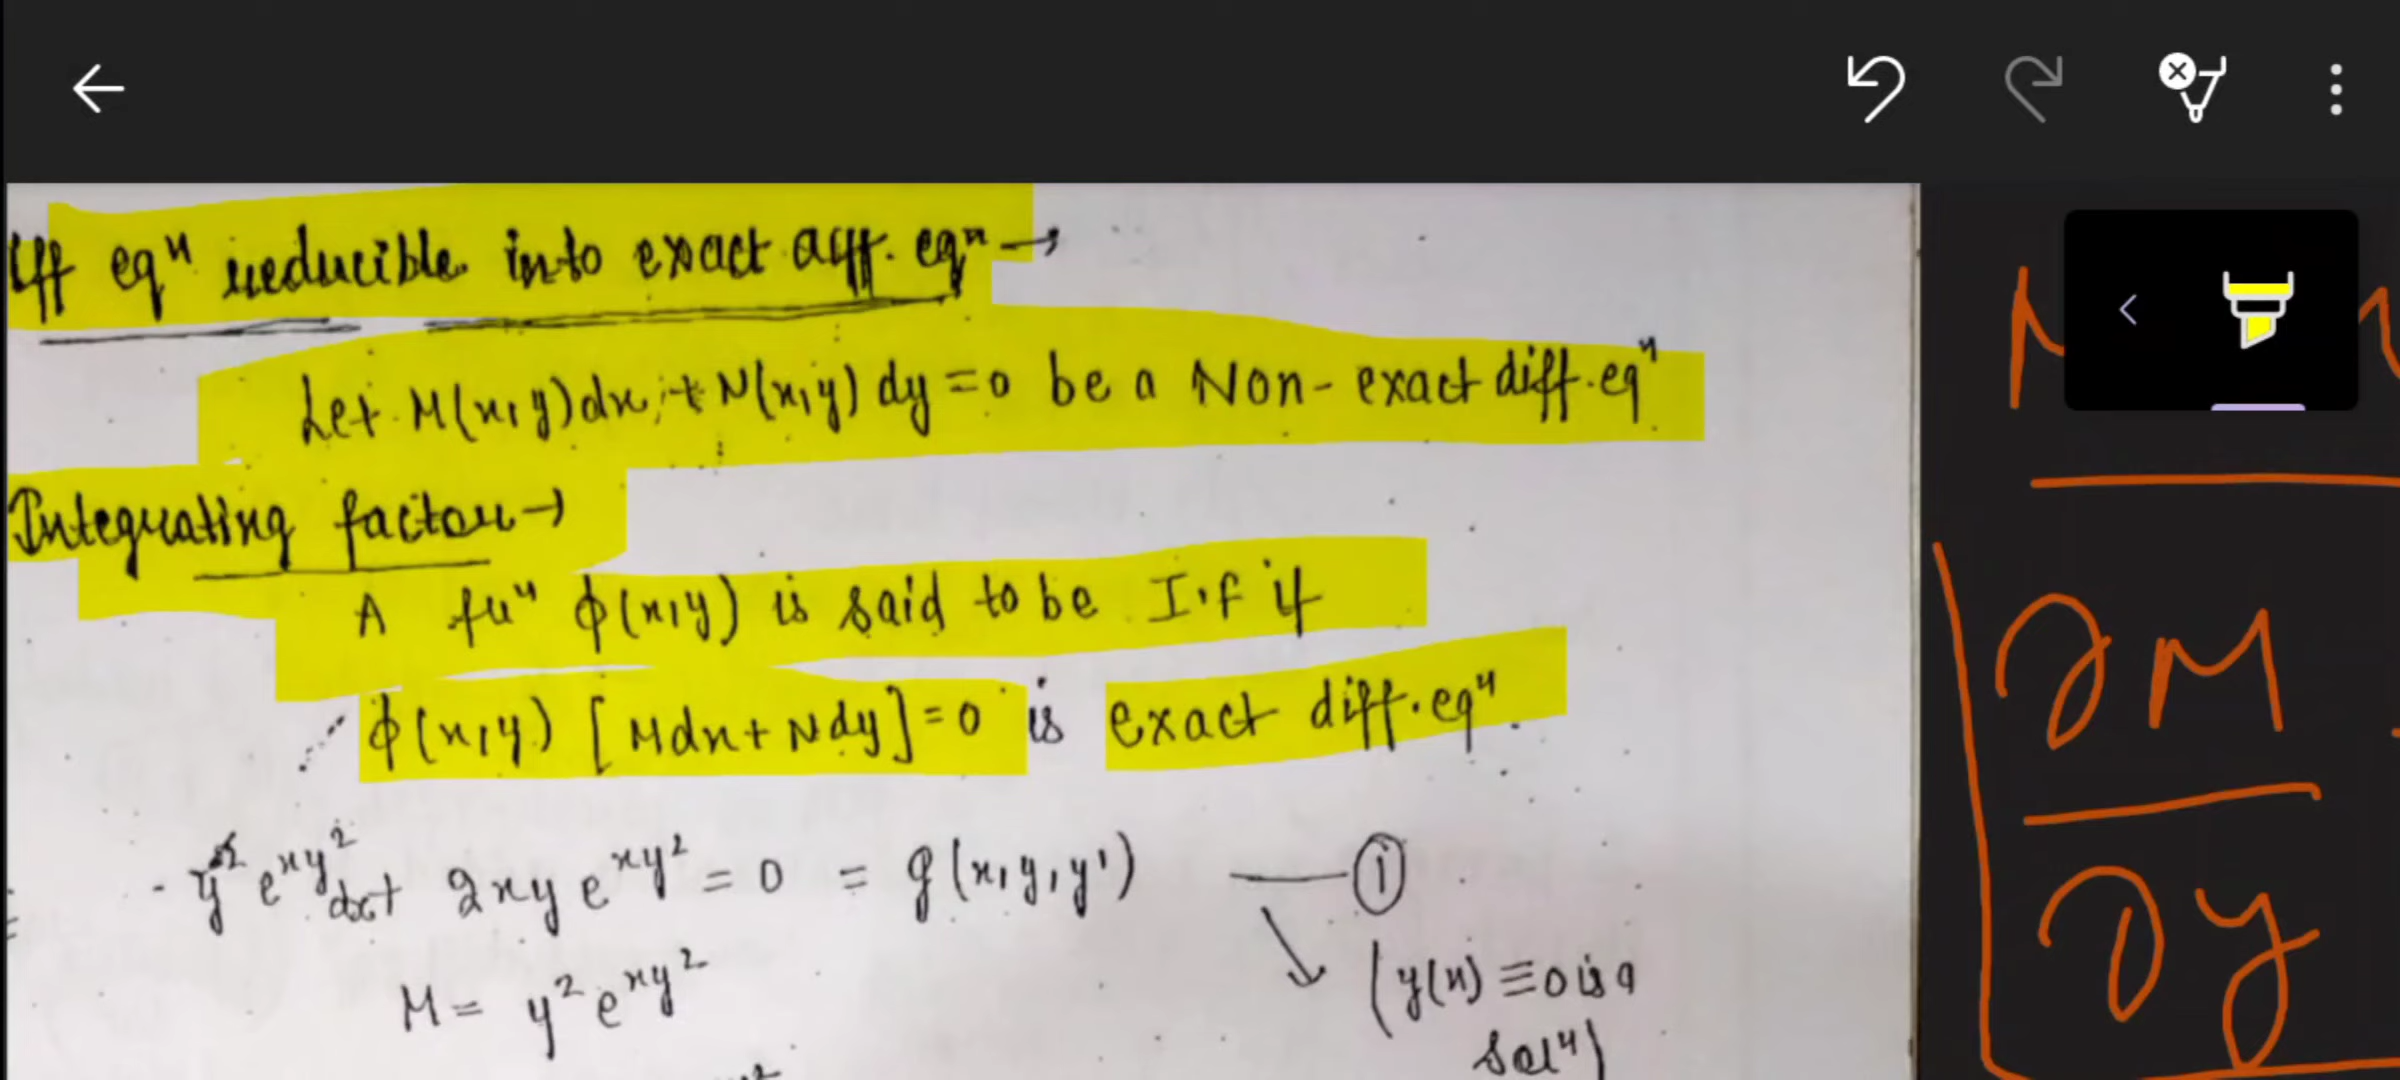 iff eqⁿ reducible into exact diff. eqⁿ →
Let M(x,y)dx + N(x,y) dy = 0 be a Non-exact diff.eqⁿ
Integrating factor →
A fuⁿ ϕ(x,y) is said to be I.f if
ϕ(x,y) [Mdx + Ndy] = 0 is exact diff.eqⁿ.
y² e^{xy²} dx + 2xy e^{xy²} = 0 = g(x,y,y') —— ①
M = y² e^{xy²}
(y(x) ≡ 0 is a
solⁿ)
∂M
∂y